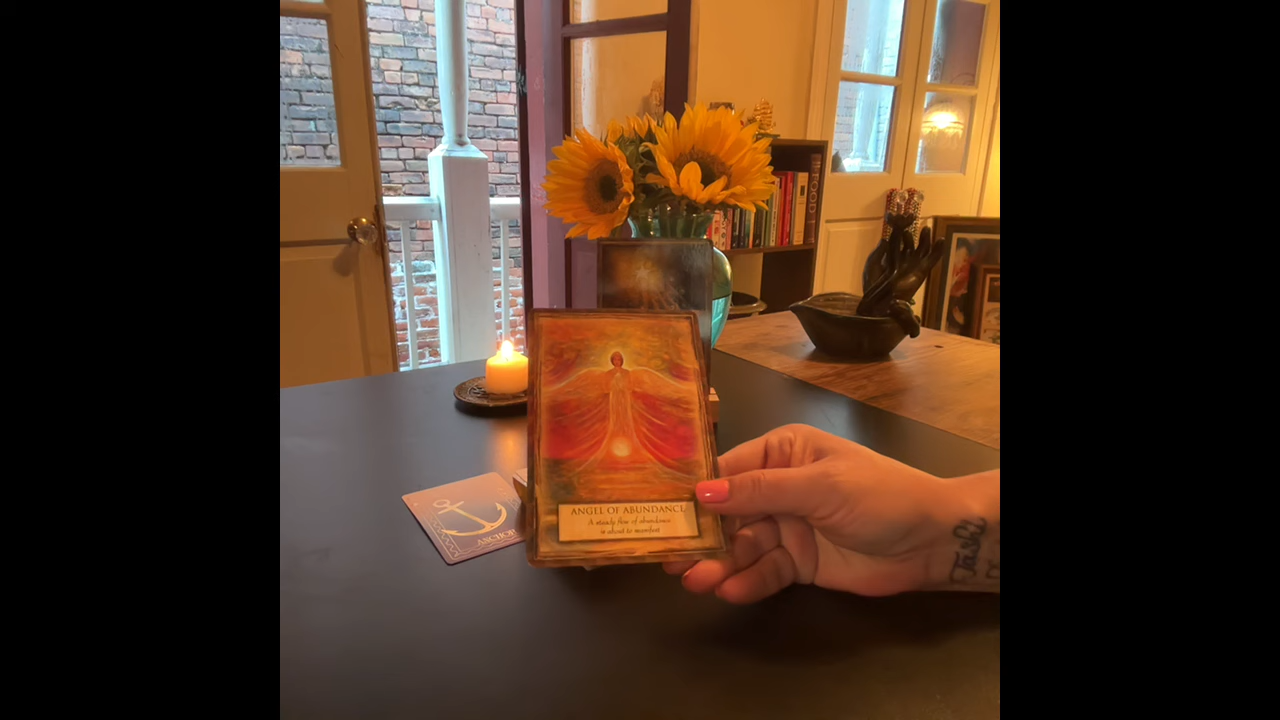 ANGEL OF ABUNDANCE
A steady flow of abundance
is about to manifest
ANCHOR